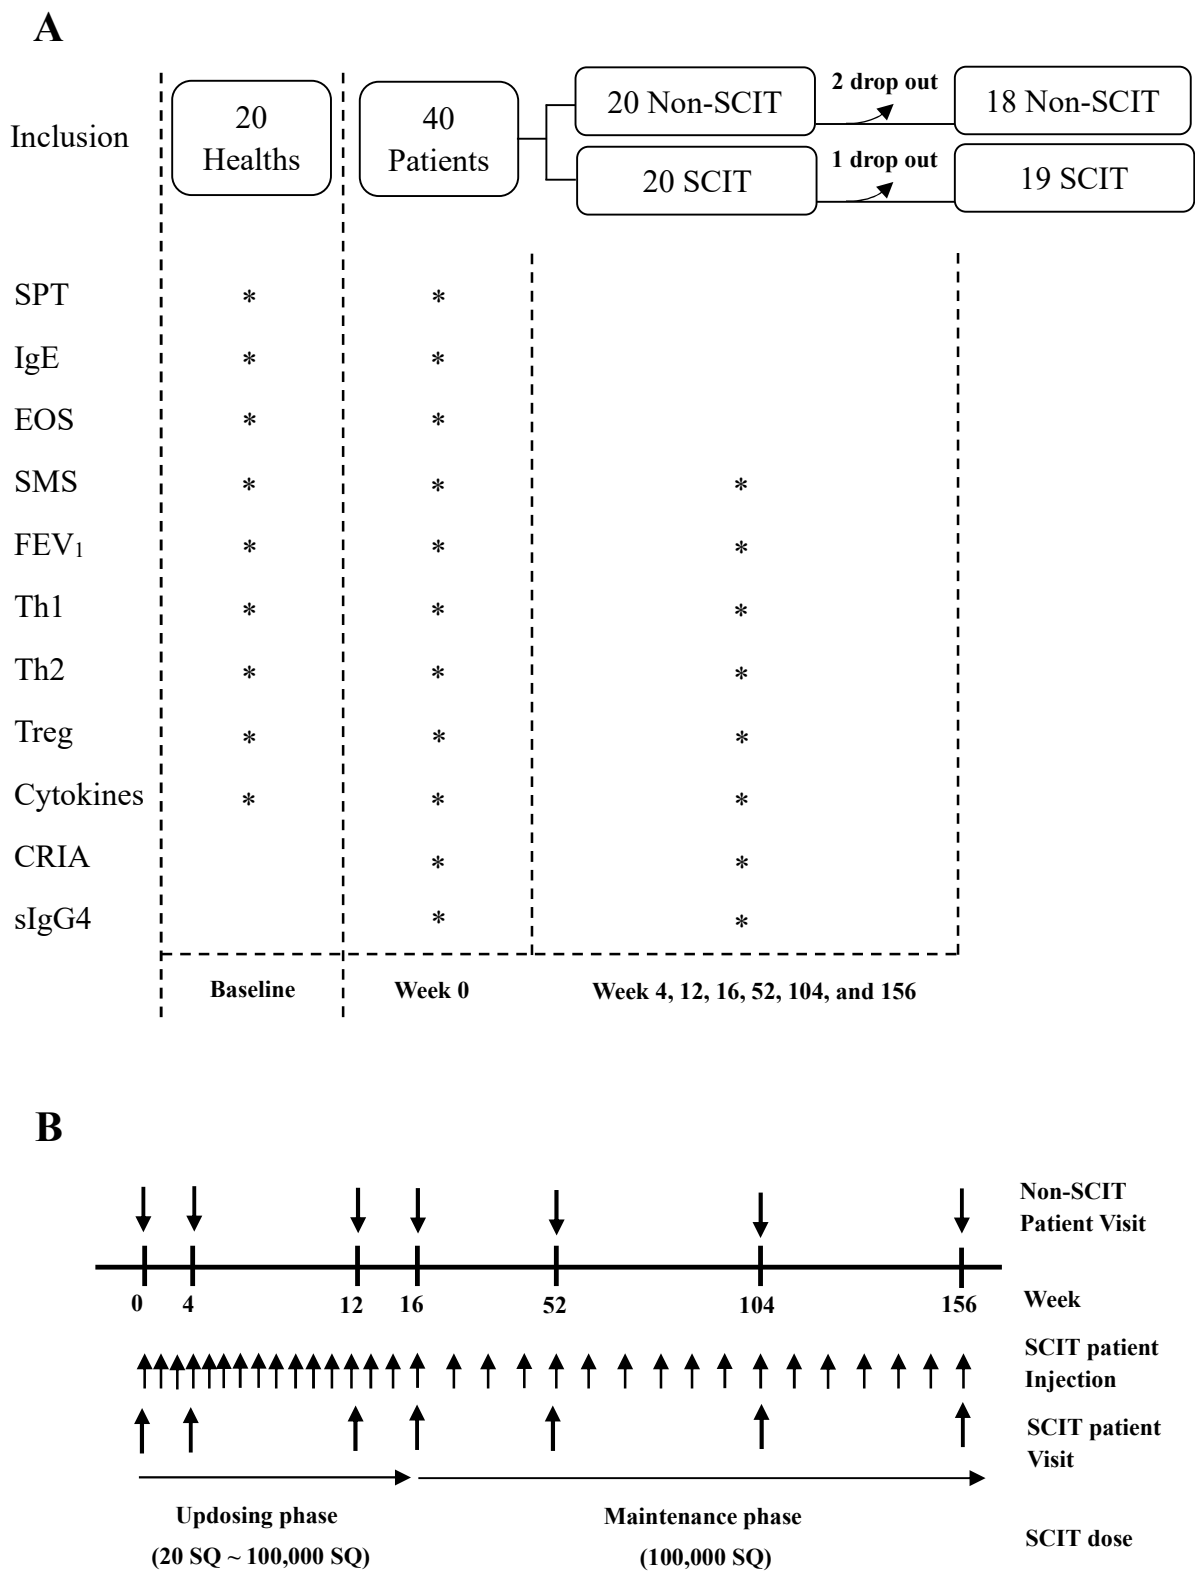 A
Inclusion
20
Healths
40
Patients
20 Non-SCIT
2 drop out
18 Non-SCIT
20 SCIT
1 drop out
19 SCIT
SPT * *
IgE * *
EOS * *
SMS * * *
FEV₁ * * *
Th1 * * *
Th2 * * *
Treg * * *
Cytokines * * *
CRIA * *
sIgG4 * *
Baseline
Week 0
Week 4, 12, 16, 52, 104, and 156
B
Non-SCIT
Patient Visit
0 4 12 16 52 104 156
Week
SCIT patient
Injection
SCIT patient
Visit
Updosing phase
(20 SQ ~ 100,000 SQ)
Maintenance phase
(100,000 SQ)
SCIT dose